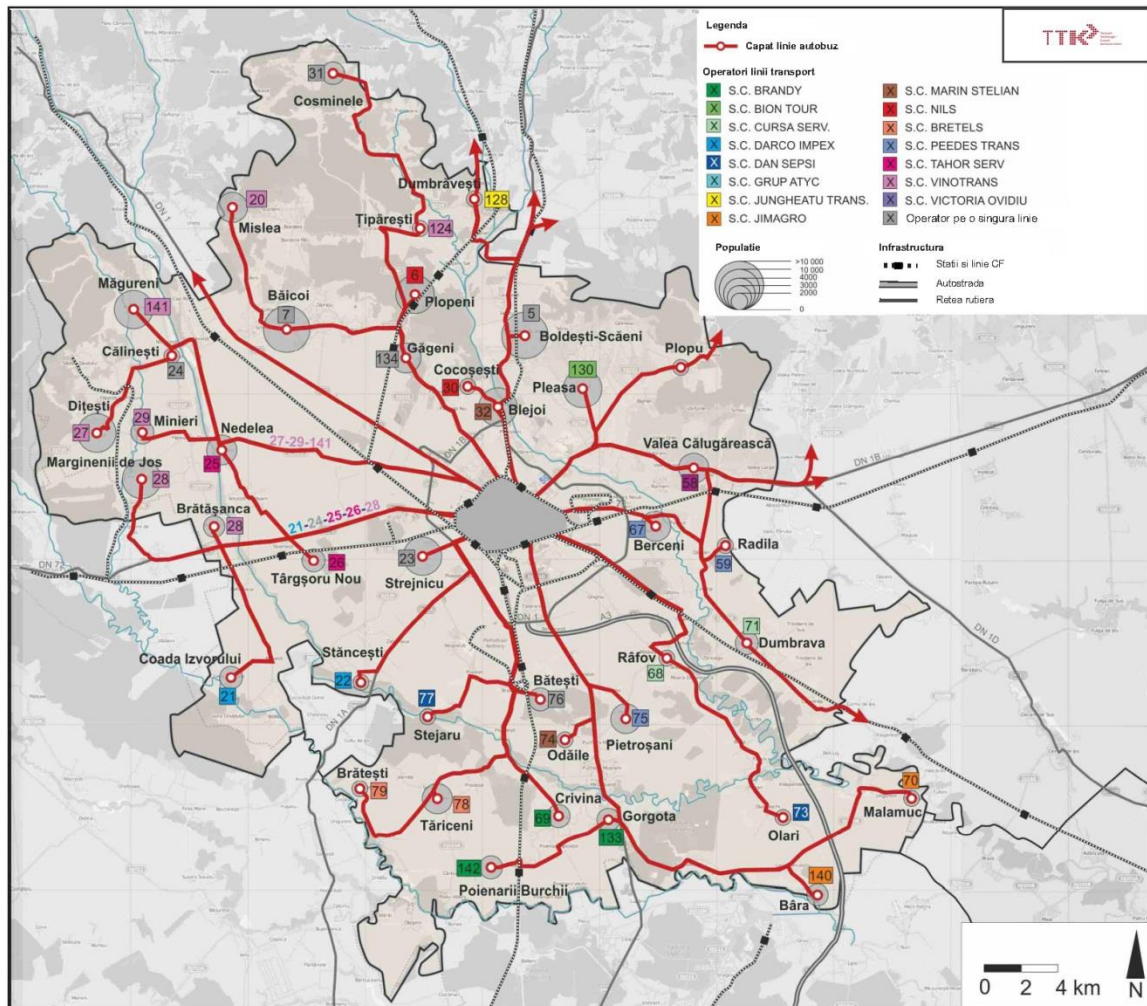 Legenda
Capat linie autobuz
Operatori linii transport
X S.C. BRANDY
X S.C. BION TOUR
X S.C. CURSA SERV.
X S.C. DARCO IMPEX
X S.C. DAN SEPSI
X S.C. GRUP ATYC
X S.C. JUNGHEATU TRANS.
X S.C. JIMAGRO
X S.C. MARIN STELIAN
X S.C. NILS
X S.C. BRETELS
X S.C. PEEDES TRANS
X S.C. TAHOR SERV
X S.C. VINOTRANS
X S.C. VICTORIA OVIDIU
X Operator pe o singura linie
Populatie
>10 000
10 000
4000
3000
2000
0
Infrastructura
Statii si linie CF
Autostrada
Retea rutiera
TTK
31
Cosminele
Dumbrăvești
128
20
Mislea
Țipărești
124
DN 1
6
Plopeni
Măgureni
141
Băicoi
7
5
Boldești-Scăeni
Călinești
24
Găgeni
134
Cocoșești
30
32
Blejoi
130
Pleasa
Plopu
Dițești
27
29
Minieri
Nedelea
25
27-29-141
DN 1B
Valea Călugărească
58
DN 1B
Marginenii de Jos
28
Brătășanca
28
21-24-25-26-28
67
Berceni
Radila
59
DN 72
26
Târgșoru Nou
23
Strejnicu
DN 1
A3
71
Dumbrava
DN 1D
Coada Izvorului
21
Stăncești
22
Râfov
68
Bătești
76
77
Stejaru
DN 1A
75
Pietroșani
74
Odăile
Brătești
79
78
Târiceni
Crivina
69
Gorgota
133
73
Olari
70
Malamuc
142
Poienarii Burchii
140
Bâra
0 2 4 km
N